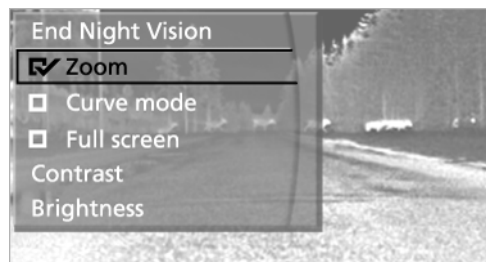 End Night Vision
Zoom
Curve mode
Full screen
Contrast
Brightness